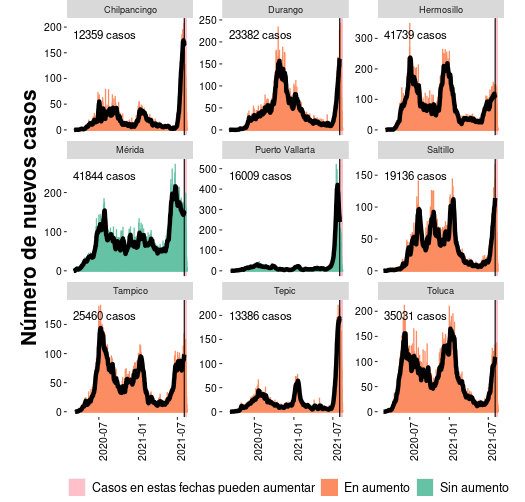 Chilpancingo Durango Hermosillo
12359 casos 23382 casos 41739 casos
200 250 300
150 200 200
100 150 100
50 100 0
0 50
0
Mérida Puerto Vallarta Saltillo
41844 casos 16009 casos 19136 casos
200 500 150
100 400 100
0 300 50
200 0
100
0
Tampico Tepic Toluca
25460 casos 13386 casos 35031 casos
150 200 200
100 150 150
50 100 100
0 50 50
0 0
Número de nuevos casos
2020-07 2021-01 2021-07 2020-07 2021-01 2021-07 2020-07 2021-01 2021-07
Casos en estas fechas pueden aumentar En aumento Sin aumento